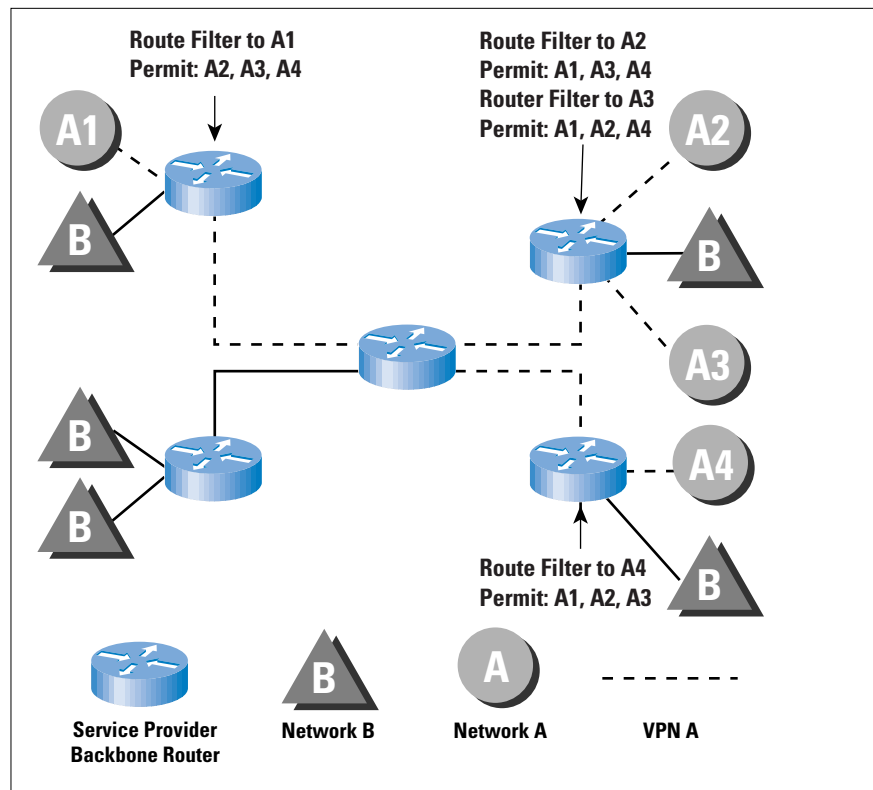 Route Filter to A1
Permit: A2, A3, A4
Route Filter to A2
Permit: A1, A3, A4
Router Filter to A3
Permit: A1, A2, A4
A1
A2
B
B
A3
B
A4
B
B
Route Filter to A4
Permit: A1, A2, A3
B
A
Service Provider
Backbone Router
Network B
Network A
VPN A